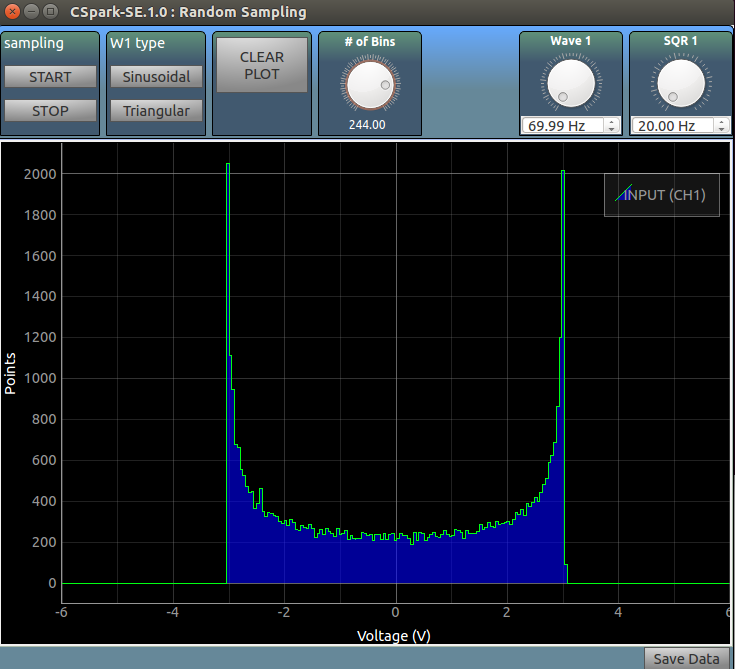 CSpark-SE.1.0 : Random Sampling
sampling
START
STOP
W1 type
Sinusoidal
Triangular
CLEAR
PLOT
# of Bins
244.00
Wave 1
69.99 Hz
SQR 1
20.00 Hz
INPUT (CH1)
Points
2000
1800
1600
1400
1200
1000
800
600
400
200
0
-6 -4 -2 0 2 4 6
Voltage (V)
Save Data